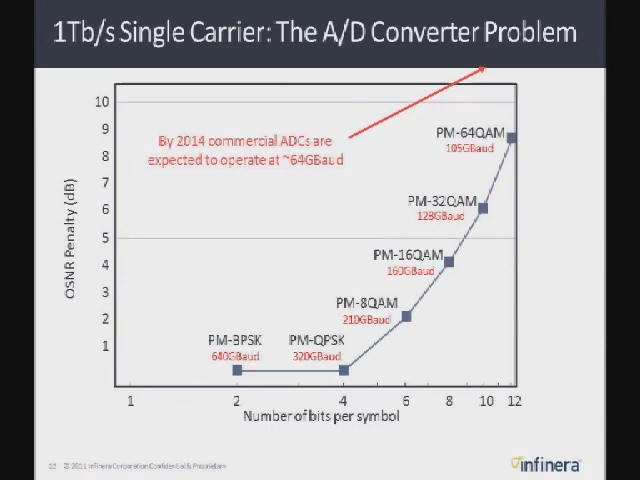 1Tb/s Single Carrier: The A/D Converter Problem
10
9
8
7
6
5
4
3
2
1
OSNR Penalty (dB)
By 2014 commercial ADCs are
expected to operate at ~64GBaud
PM-64QAM
105GBaud
PM-32QAM
128GBaud
PM-16QAM
160GBaud
PM-8QAM
210GBaud
PM-BPSK
640GBaud
PM-QPSK
320GBaud
1 2 4 6 8 10 12
Number of bits per symbol
© 2011 Infinera Corporation Confidential & Proprietary
infinera